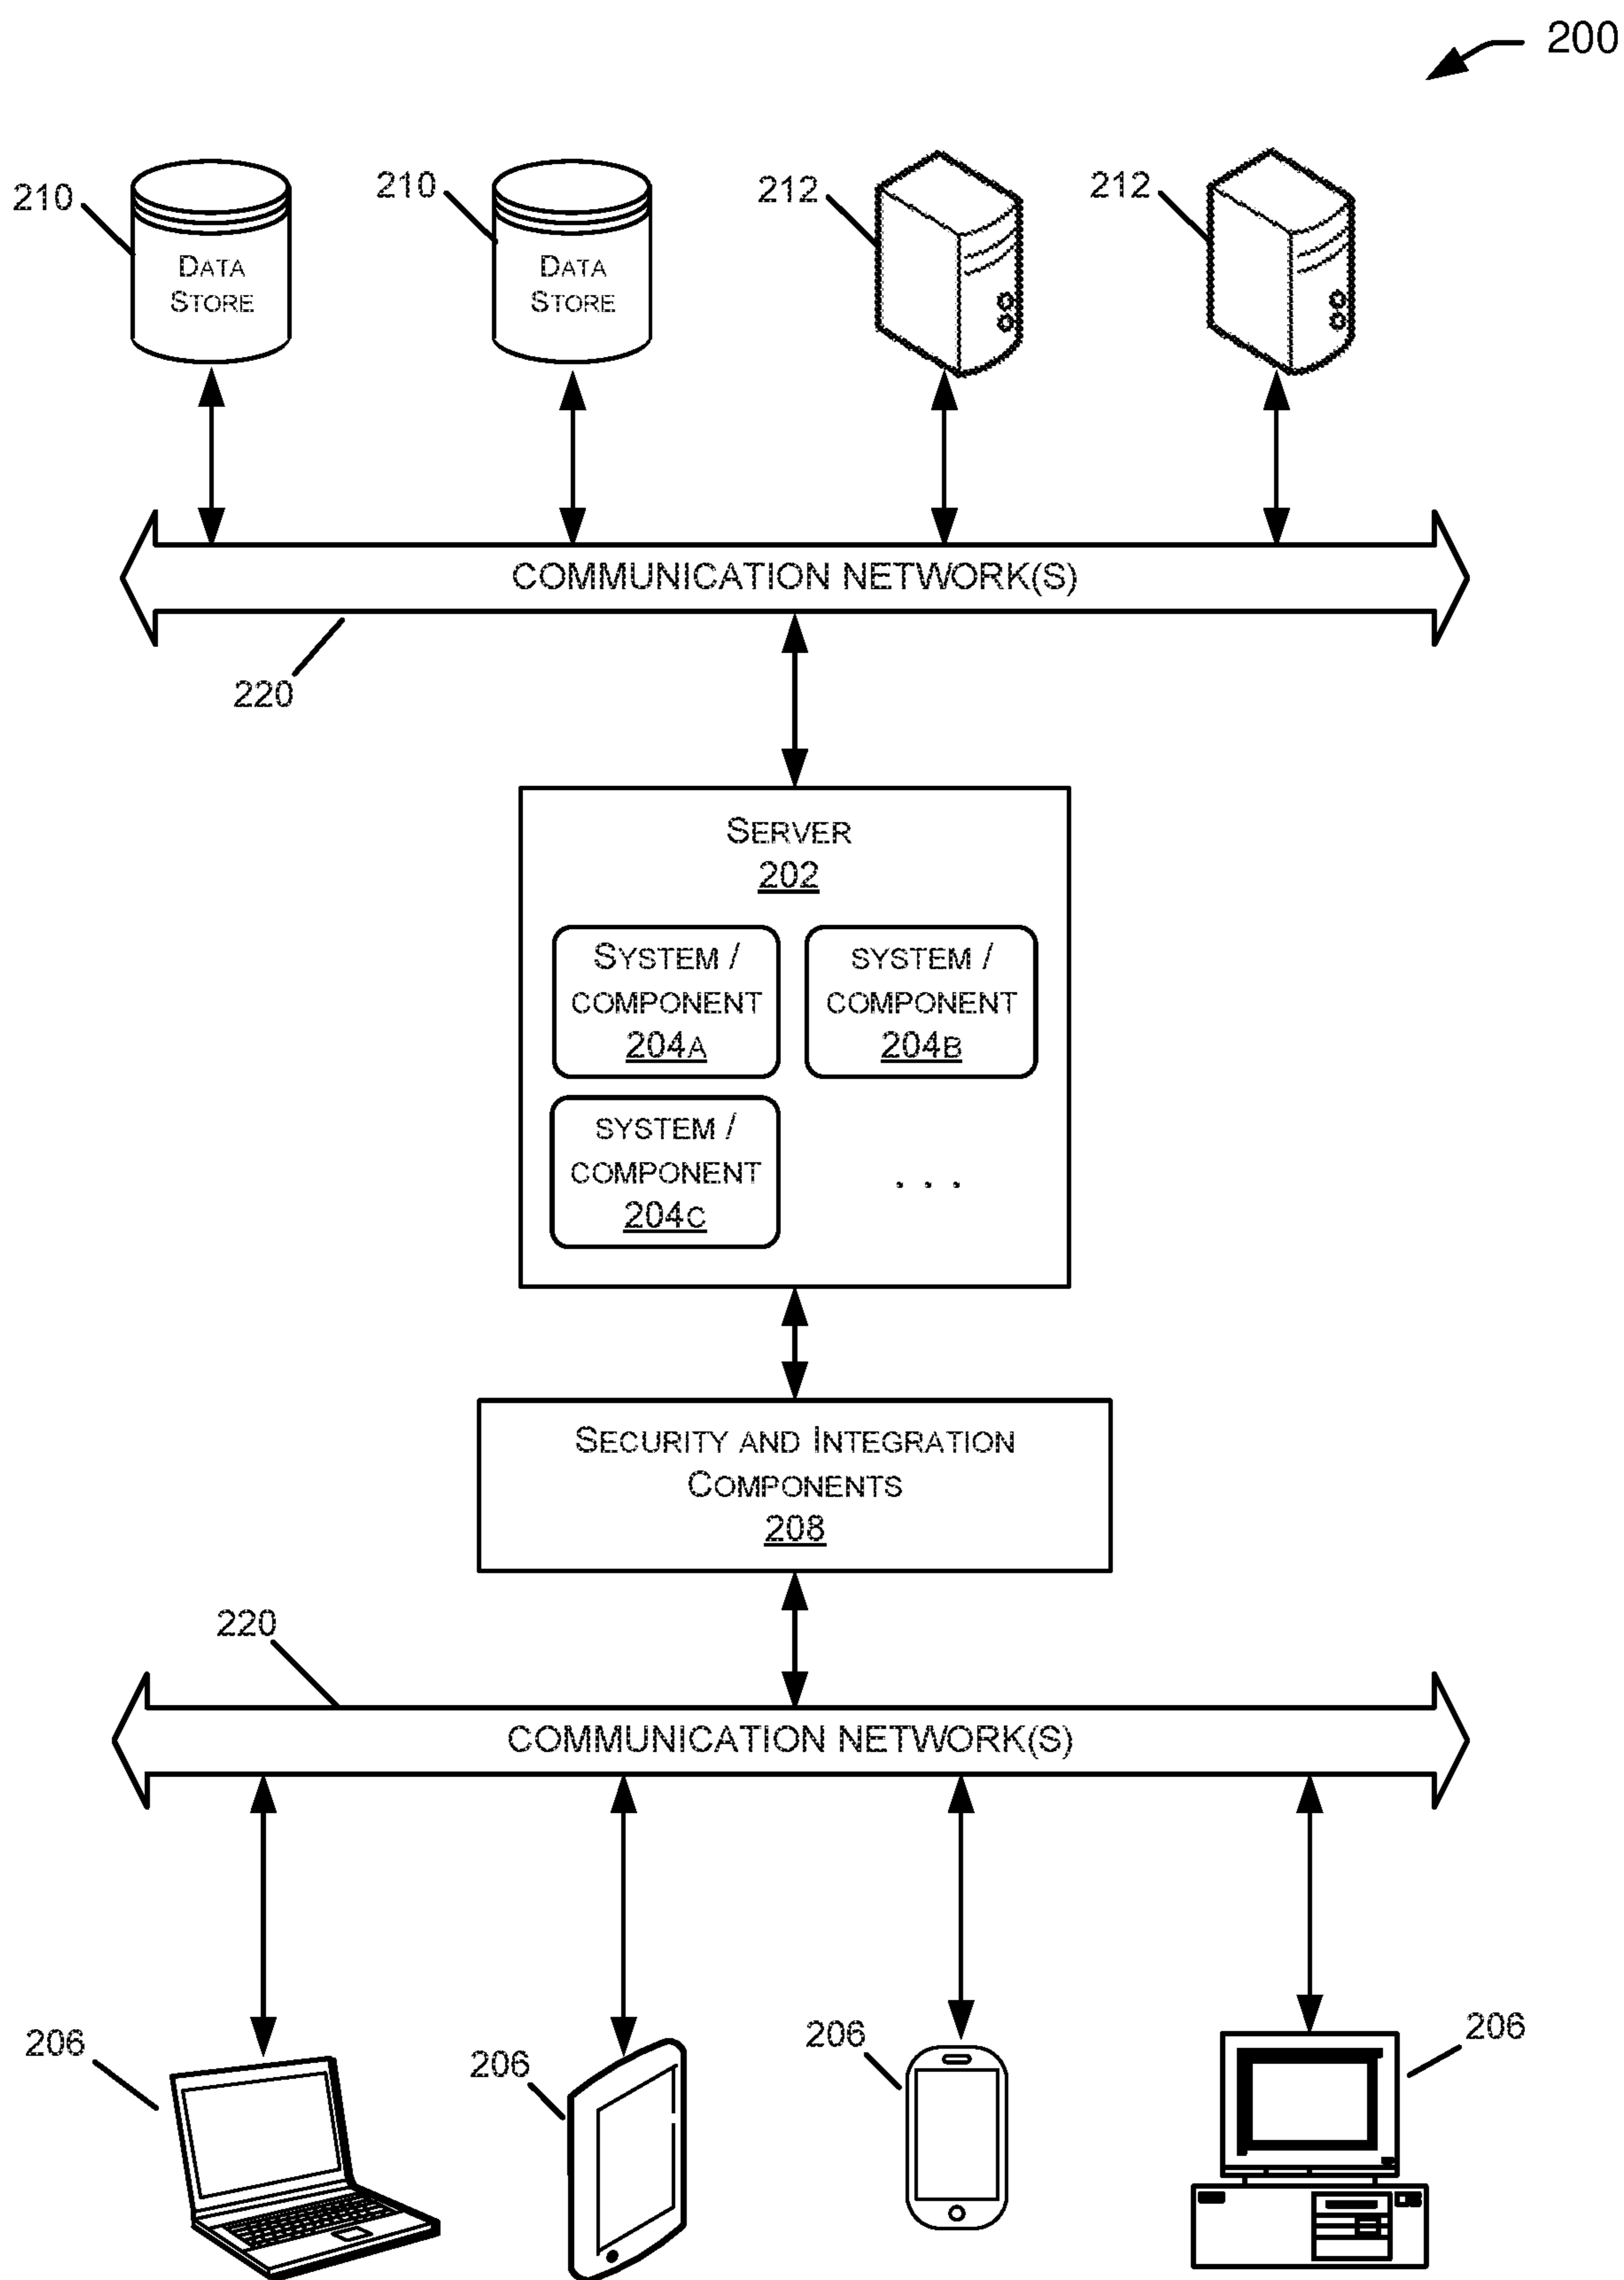 200
210
210
212
212
DATA
STORE
DATA
STORE
COMMUNICATION NETWORK(S)
220
SERVER
202
SYSTEM /
COMPONENT
204A
SYSTEM /
COMPONENT
204B
SYSTEM /
COMPONENT
204C
. . .
SECURITY AND INTEGRATION
COMPONENTS
208
220
COMMUNICATION NETWORK(S)
206
206
206
206